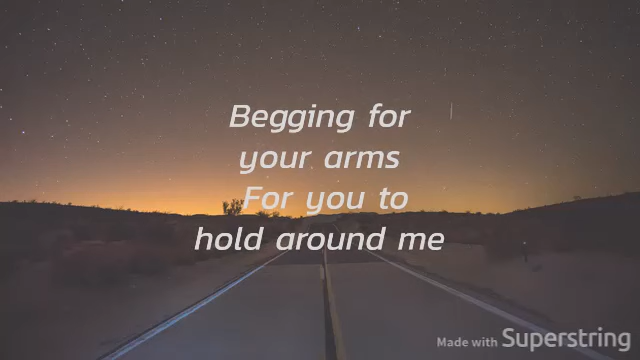 Begging for
your arms
For you to
hold around me
Made with Superstring